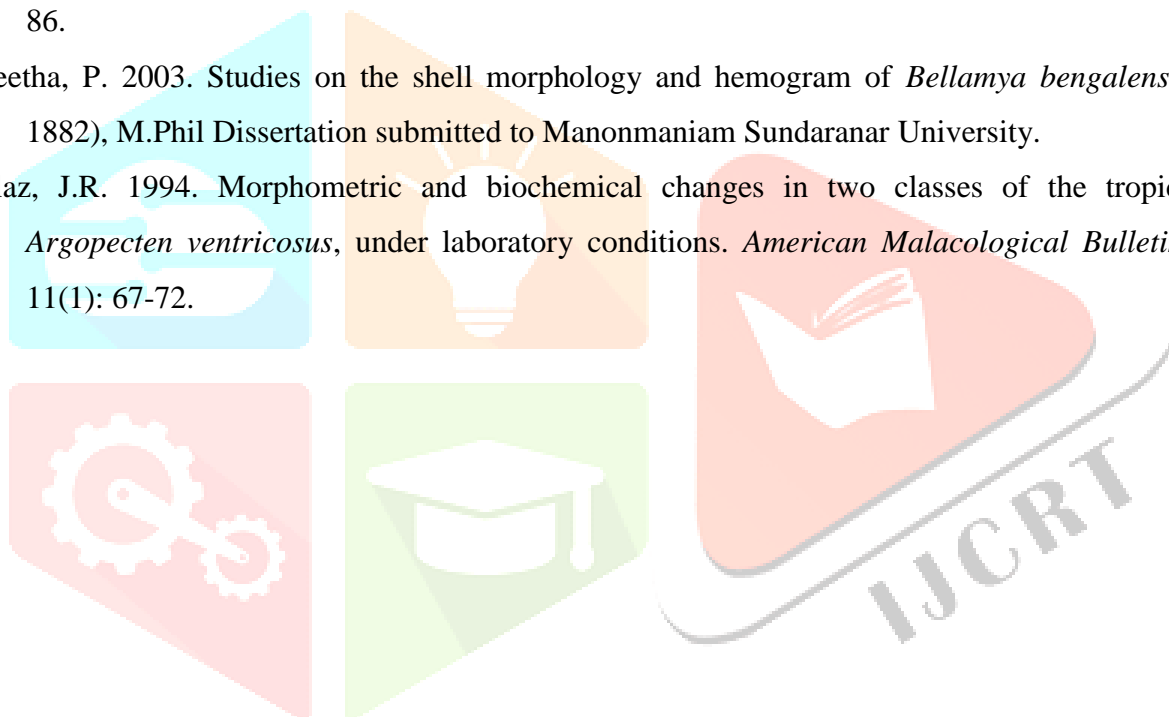 86.
eetha, P. 2003. Studies on the shell morphology and hemogram of Bellamya bengalens
1882), M.Phil Dissertation submitted to Manonmaniam Sundaranar University.
az, J.R. 1994. Morphometric and biochemical changes in two classes of the tropi
Argopecten ventricosus, under laboratory conditions. American Malacological Bulleti
11(1): 67-72.
IJCRT